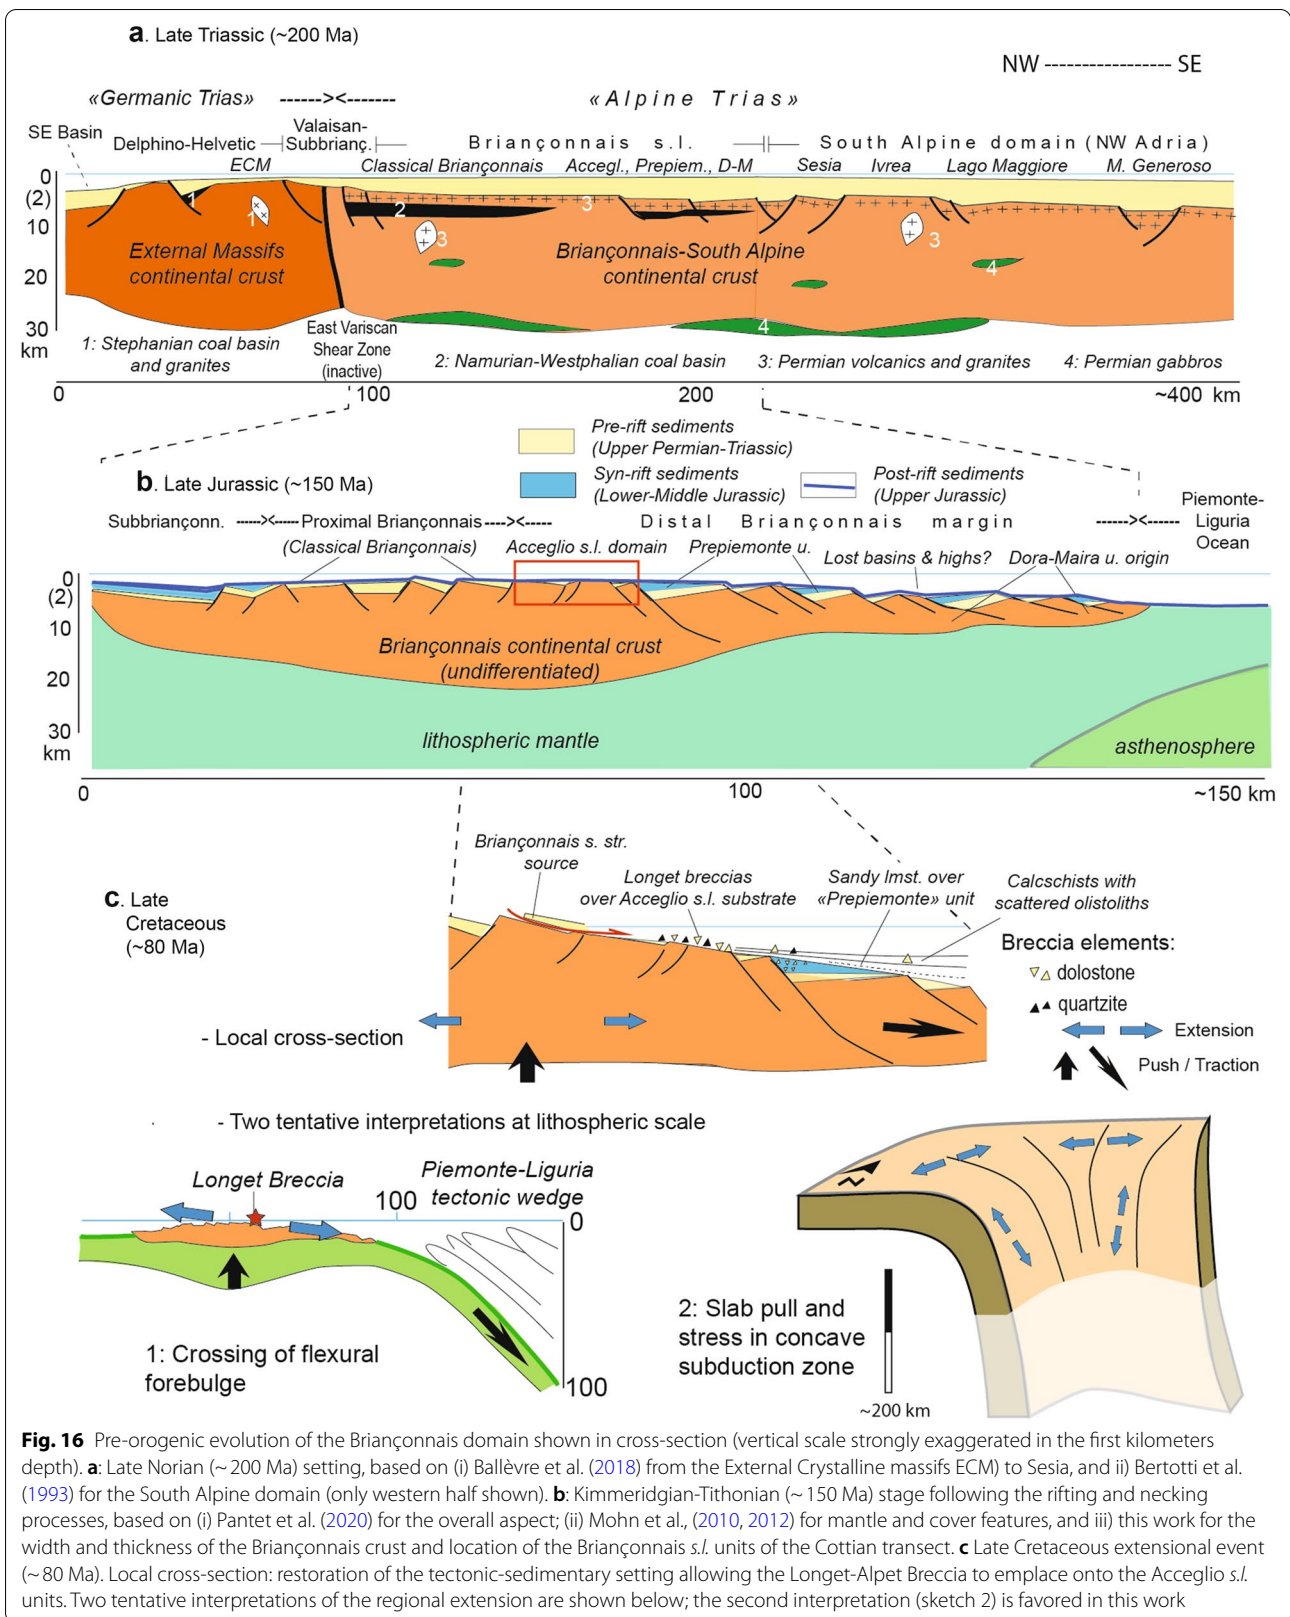 a. Late Triassic (~200 Ma)
NW ----------------- SE
«Germanic Trias» ------><------- «Alpine Trias»
SE Basin
Delphino-Helvetic
Valaisan-
Subbrianç.
Briançonnais s.l.
South Alpine domain (NW Adria)
ECM
Classical Briançonnais
Accegl., Prepiem., D-M
Sesia
Ivrea
Lago Maggiore
M. Generoso
0
(2)
10
20
30
km
1
1
2
3
3
3
4
4
External Massifs
continental crust
Briançonnais-South Alpine
continental crust
1: Stephanian coal basin
and granites
East Variscan
Shear Zone
(inactive)
2: Namurian-Westphalian coal basin
3: Permian volcanics and granites
4: Permian gabbros
0
100
200
~400 km
Pre-rift sediments
(Upper Permian-Triassic)
Syn-rift sediments
(Lower-Middle Jurassic)
Post-rift sediments
(Upper Jurassic)
b. Late Jurassic (~150 Ma)
Piemonte-
Liguria
Ocean
Subbriançonn. ------><------ Proximal Briançonnais ----><----- Distal Briançonnais margin ------><------
(Classical Briançonnais)
Acceglio s.l. domain
Prepiemonte u.
Lost basins & highs?
Dora-Maira u. origin
0
(2)
10
20
30
km
Briançonnais continental crust
(undifferentiated)
lithospheric mantle
asthenosphere
0
100
~150 km
c. Late
Cretaceous
(~80 Ma)
Briançonnais s. str.
source
Longet breccias
over Acceglio s.l. substrate
Sandy lmst. over
«Prepiemonte» unit
Calcschists with
scattered olistoliths
Breccia elements:
dolostone
quartzite
Extension
Push / Traction
- Local cross-section
- Two tentative interpretations at lithospheric scale
Longet Breccia
Piemonte-Liguria
tectonic wedge
100
0
100
1: Crossing of flexural
forebulge
N
2: Slab pull and
stress in concave
subduction zone
~200 km
Fig. 16 Pre-orogenic evolution of the Briançonnais domain shown in cross-section (vertical scale strongly exaggerated in the first kilometers
depth). a: Late Norian (~ 200 Ma) setting, based on (i) Ballèvre et al. (2018) from the External Crystalline massifs ECM) to Sesia, and ii) Bertotti et al.
(1993) for the South Alpine domain (only western half shown). b: Kimmeridgian-Tithonian (~ 150 Ma) stage following the rifting and necking
processes, based on (i) Pantet et al. (2020) for the overall aspect; (ii) Mohn et al., (2010, 2012) for mantle and cover features, and iii) this work for the
width and thickness of the Briançonnais crust and location of the Briançonnais s.l. units of the Cottian transect. c Late Cretaceous extensional event
(~ 80 Ma). Local cross-section: restoration of the tectonic-sedimentary setting allowing the Longet-Alpet Breccia to emplace onto the Acceglio s.l.
units. Two tentative interpretations of the regional extension are shown below; the second interpretation (sketch 2) is favored in this work